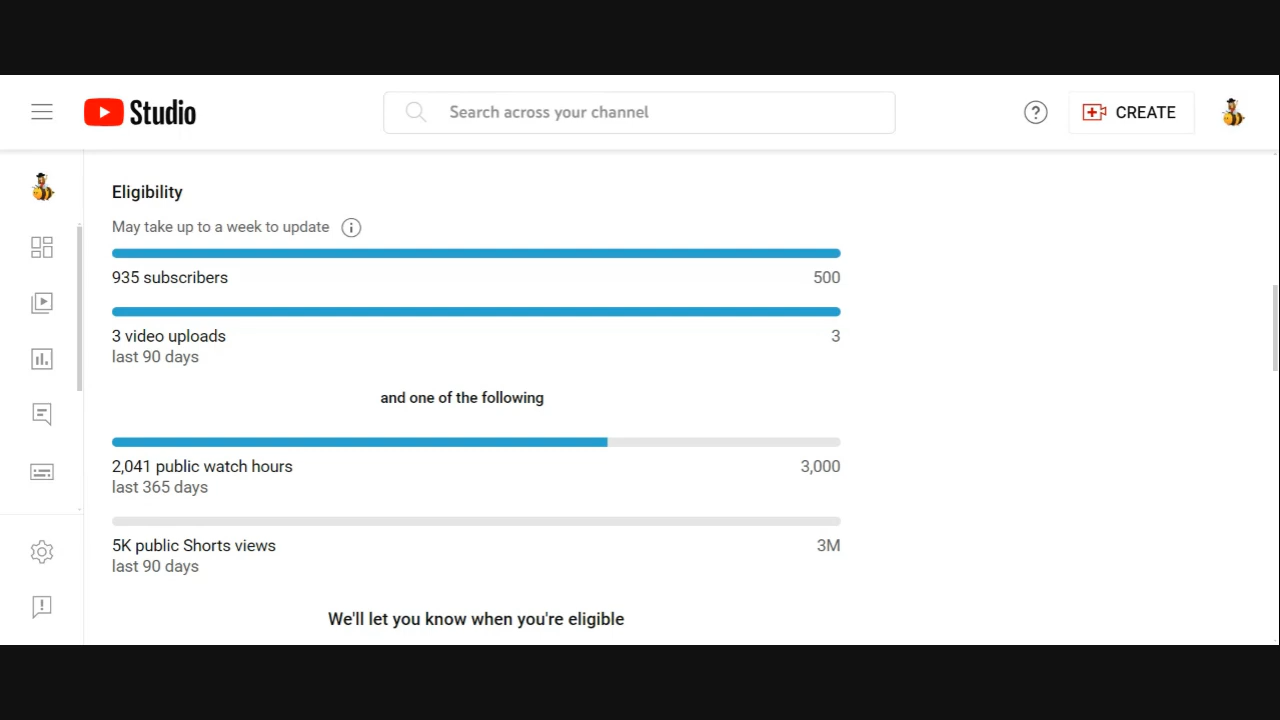 Studio
Search across your channel
CREATE
Eligibility
May take up to a week to update
935 subscribers 500
3 video uploads 3
last 90 days
and one of the following
2,041 public watch hours 3,000
last 365 days
5K public Shorts views 3M
last 90 days
We'll let you know when you're eligible